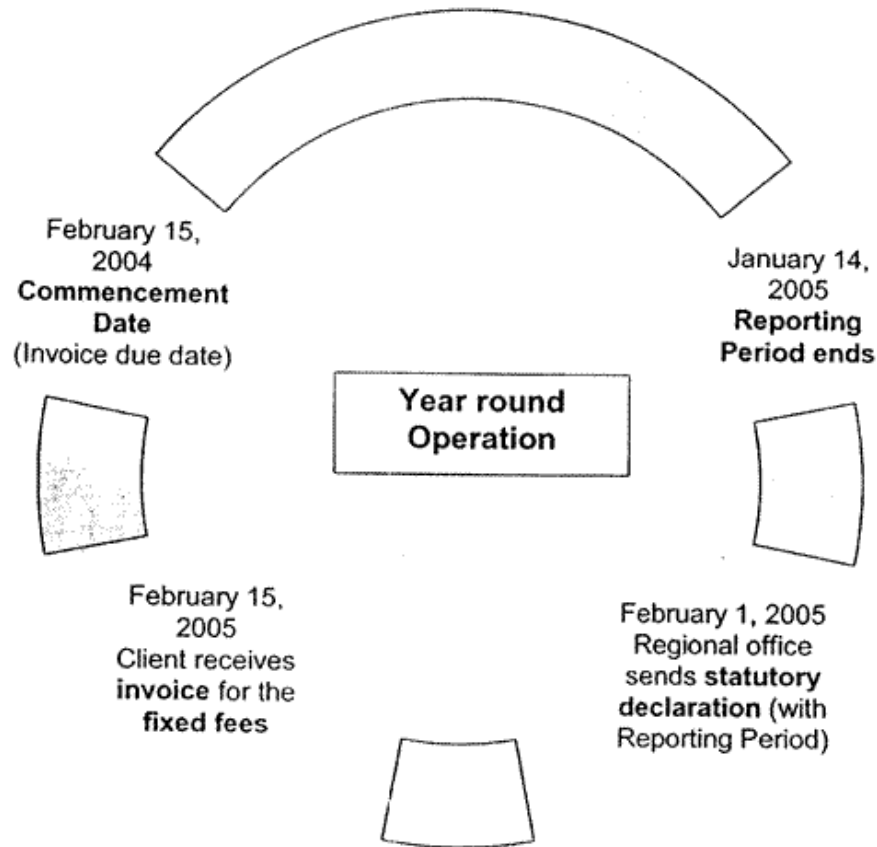 February 15,
2004
Commencement
Date
(Invoice due date)
January 14,
2005
Reporting
Period ends
Year round
Operation
February 15,
2005
Client receives
invoice for the
fixed fees
February 1, 2005
Regional office
sends statutory
declaration (with
Reporting Period)